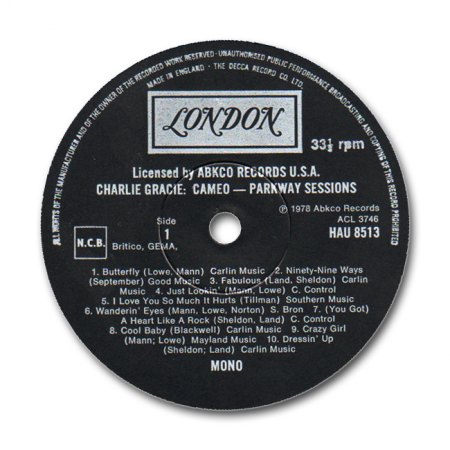 ALL RIGHTS OF THE MANUFACTURER AND OF THE OWNER OF THE RECORDED WORK RESERVED · UNAUTHORISED PUBLIC PERFORMANCE BROADCASTING AND COPYING OF THIS RECORD PROHIBITED
MADE IN ENGLAND · THE DECCA RECORD CO. LTD.
LONDON
33⅓ rpm
Licensed by ABKCO RECORDS U.S.A.
CHARLIE GRACIE: CAMEO — PARKWAY SESSIONS
Side
1
℗ 1978 Abkco Records
ACL 3746
HAU 8513
N.C.B.
Britico, GEMA,
1. Butterfly (Lowe, Mann) Carlin Music 2. Ninety-Nine Ways
(September) Good Music 3. Fabulous (Land, Sheldon) Carlin
Music 4. Just Lookin' (Mann, Lowe) C. Control
5. I Love You So Much It Hurts (Tillman) Southern Music
6. Wanderin' Eyes (Mann, Lowe, Norton) S. Bron 7. (You Got)
A Heart Like A Rock (Sheldon, Land) C. Control
8. Cool Baby (Blackwell) Carlin Music 9. Crazy Girl
(Mann; Lowe) Mayland Music 10. Dressin' Up
(Sheldon; Land) Carlin Music
MONO